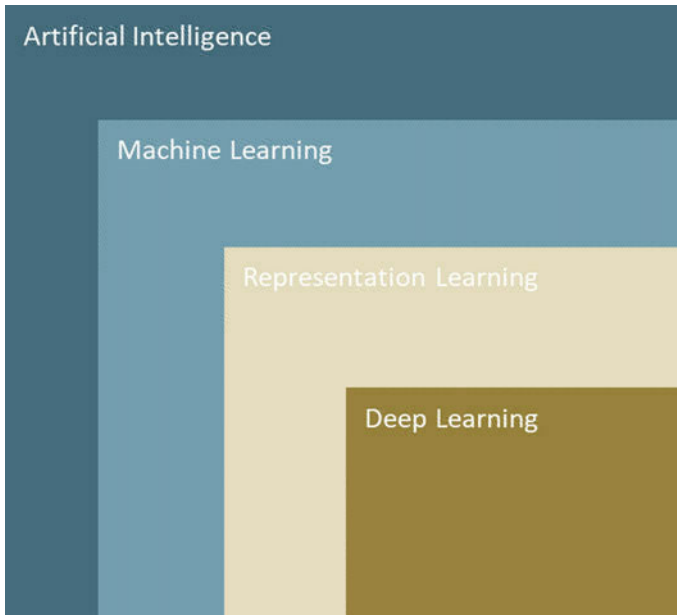 Artificial Intelligence
Machine Learning
Representation Learning
Deep Learning